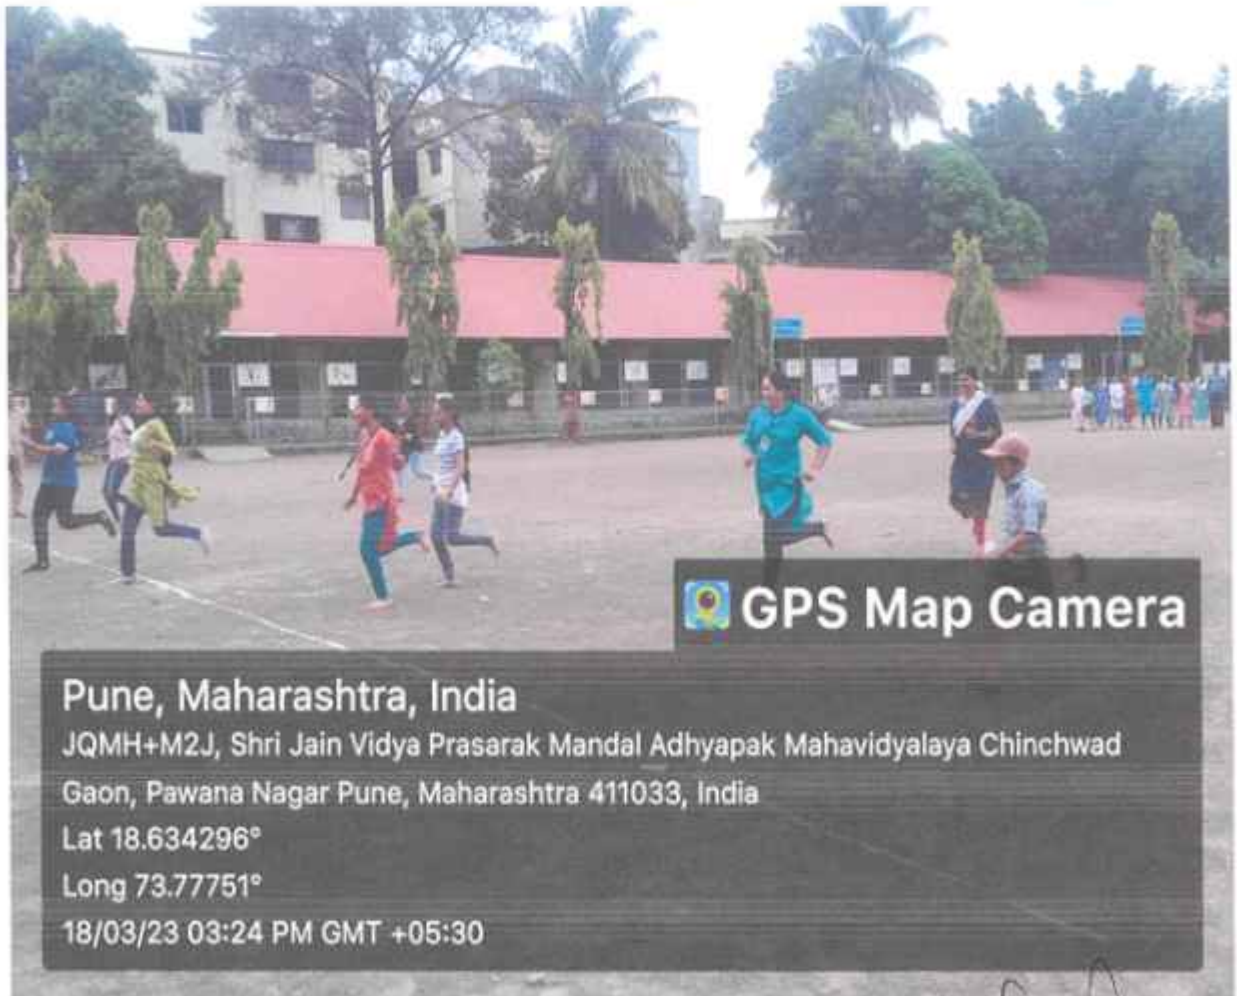 GPS Map Camera
Pune, Maharashtra, India
JQMH+M2J, Shri Jain Vidya Prasarak Mandal Adhyapak Mahavidyalaya Chinchwad
Gaon, Pawana Nagar Pune, Maharashtra 411033, India
Lat 18.634296°
Long 73.77751°
18/03/23 03:24 PM GMT +05:30